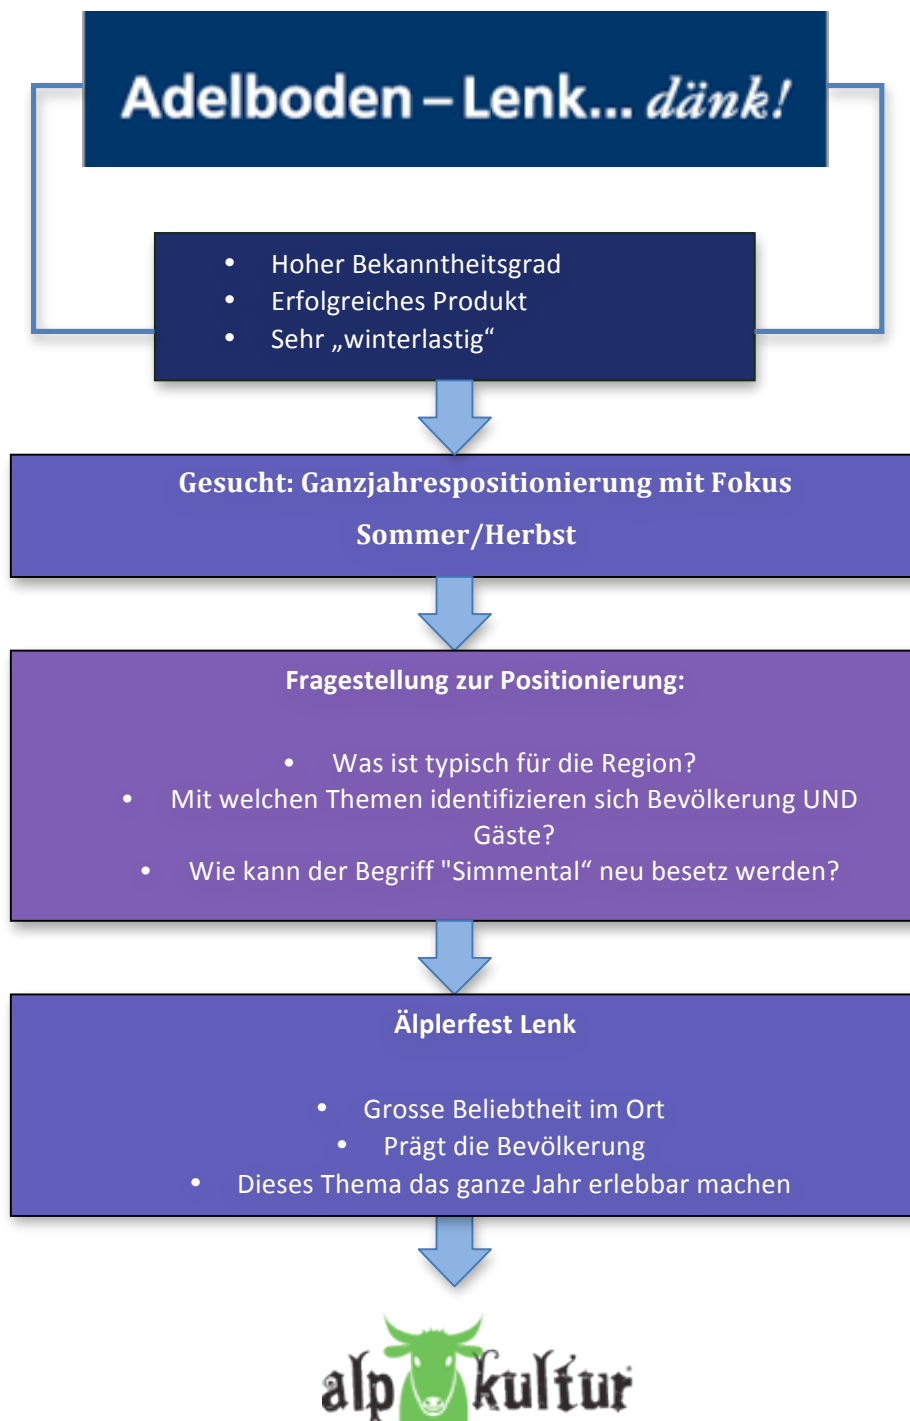 Adelboden – Lenk... dänk!
• Hoher Bekanntheitsgrad
• Erfolgreiches Produkt
• Sehr „winterlastig“
Gesucht: Ganzjahrespositionierung mit Fokus
Sommer/Herbst
Fragestellung zur Positionierung:
• Was ist typisch für die Region?
• Mit welchen Themen identifizieren sich Bevölkerung UND
Gäste?
• Wie kann der Begriff "Simmental“ neu besetz werden?
Älplerfest Lenk
• Grosse Beliebtheit im Ort
• Prägt die Bevölkerung
• Dieses Thema das ganze Jahr erlebbar machen
alp kultur